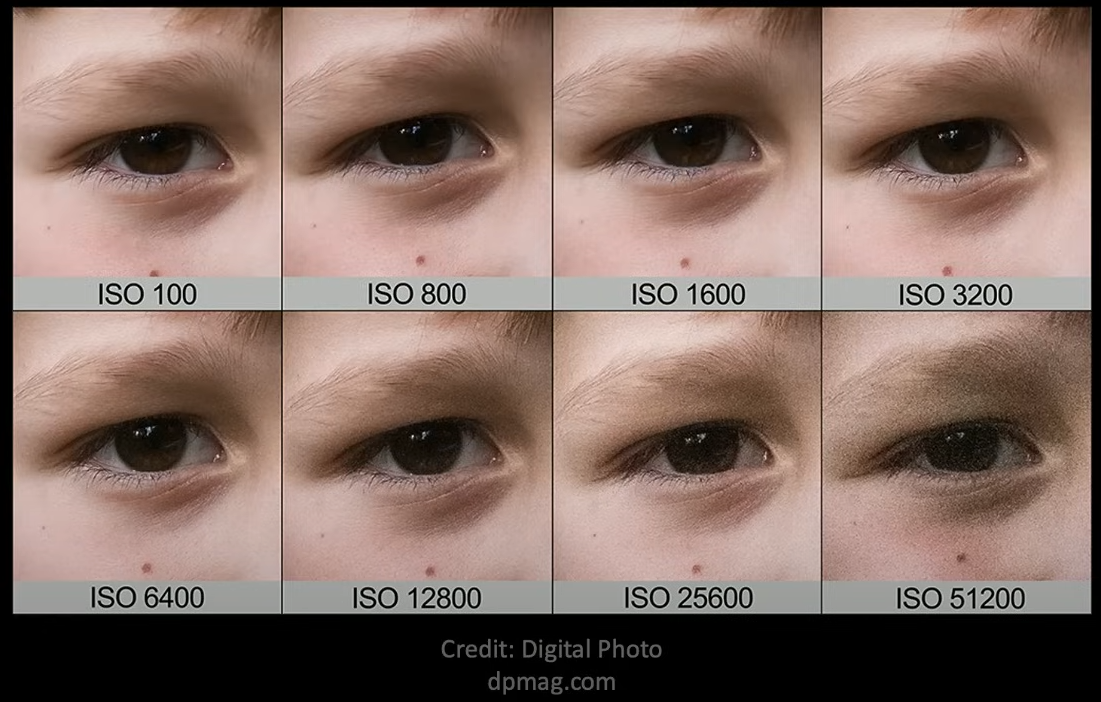 ISO 100
ISO 800
ISO 1600
ISO 3200
ISO 6400
ISO 12800
ISO 25600
ISO 51200
Credit: Digital Photo
dpmag.com